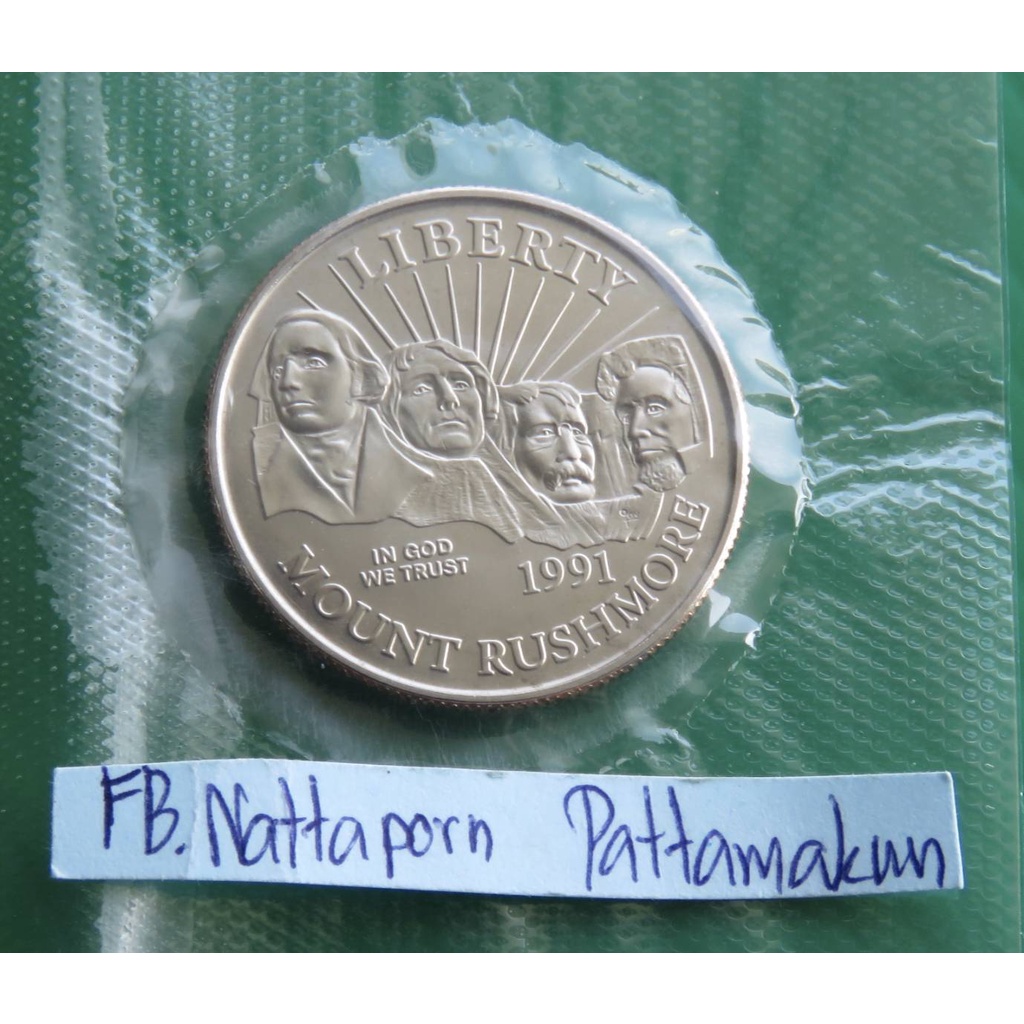 LIBERTY
IN GOD
WE TRUST
1991
MOUNT RUSHMORE
FB. Nattaporn Pattamakun